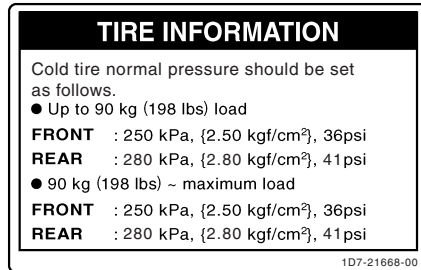 TIRE INFORMATION
Cold tire normal pressure should be set
as follows.
● Up to 90 kg (198 lbs) load
FRONT : 250 kPa, {2.50 kgf/cm²}, 36psi
REAR : 280 kPa, {2.80 kgf/cm²}, 41psi
● 90 kg (198 lbs) ~ maximum load
FRONT : 250 kPa, {2.50 kgf/cm²}, 36psi
REAR : 280 kPa, {2.80 kgf/cm²}, 41psi
1D7-21668-00